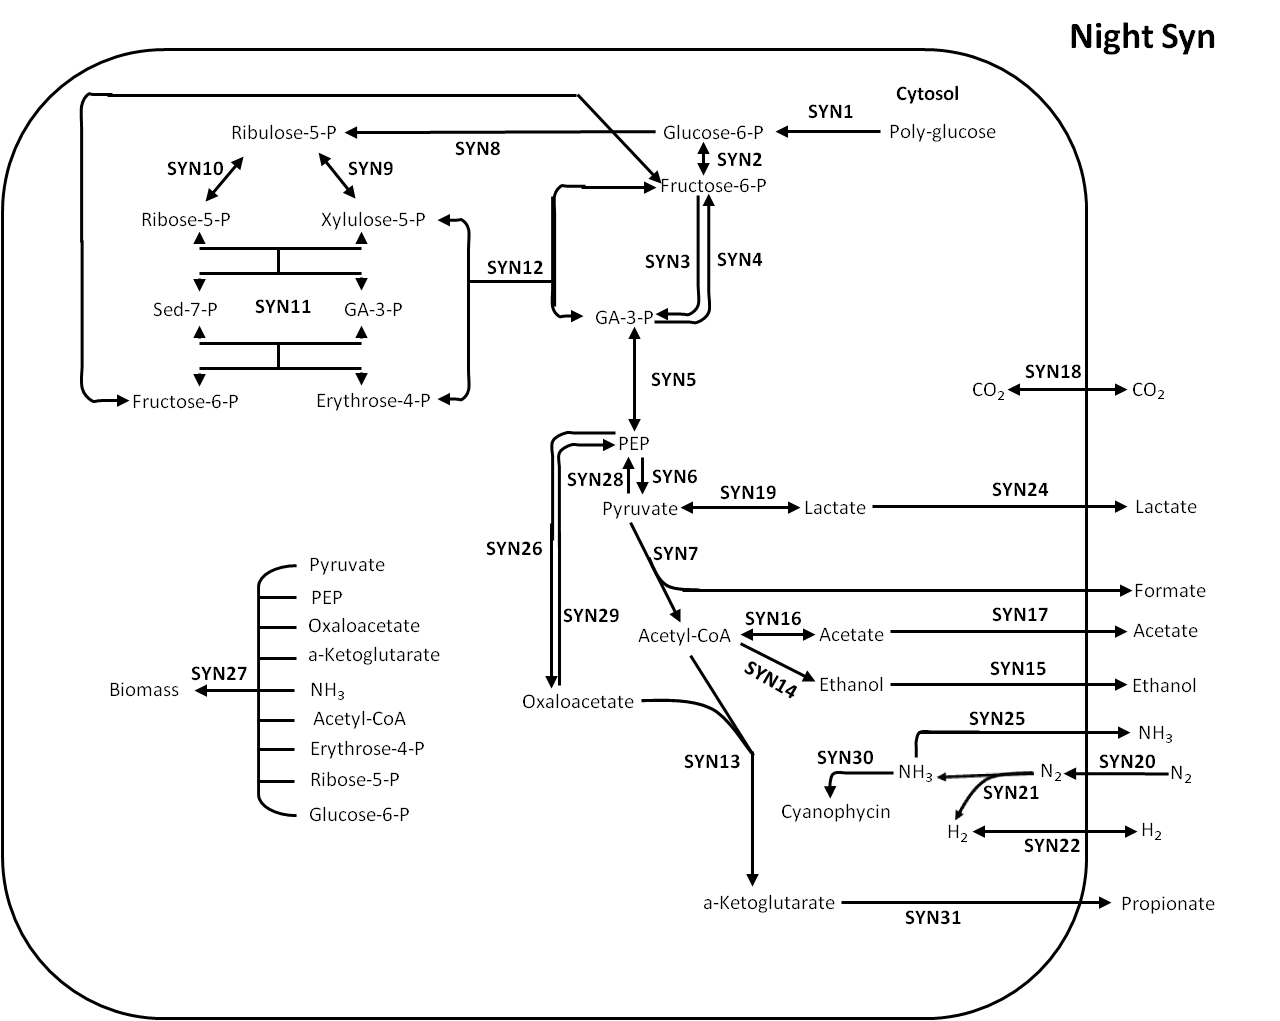 Night Syn
Cytosol
SYN1
Ribulose-5-P
Glucose-6-P
Poly-glucose
SYN8
SYN2
SYN10
SYN9
Fructose-6-P
Ribose-5-P
Xylulose-5-P
SYN12
SYN3
SYN4
Sed-7-P
SYN11
GA-3-P
GA-3-P
SYN5
SYN18
CO2
CO2
Fructose-6-P
Erythrose-4-P
PEP
SYN28
SYN6
SYN19
SYN24
Pyruvate
Lactate
Lactate
SYN26
SYN7
Formate
SYN29
SYN16
SYN17
Acetyl-CoA
Acetate
Acetate
SYN14
SYN15
Ethanol
Ethanol
Oxaloacetate
SYN25
NH3
SYN13
SYN30
NH3
N2
SYN20
N2
SYN21
Cyanophycin
H2
H2
SYN22
a-Ketoglutarate
SYN31
Propionate
Pyruvate
PEP
Oxaloacetate
a-Ketoglutarate
SYN27
Biomass
NH3
Acetyl-CoA
Erythrose-4-P
Ribose-5-P
Glucose-6-P